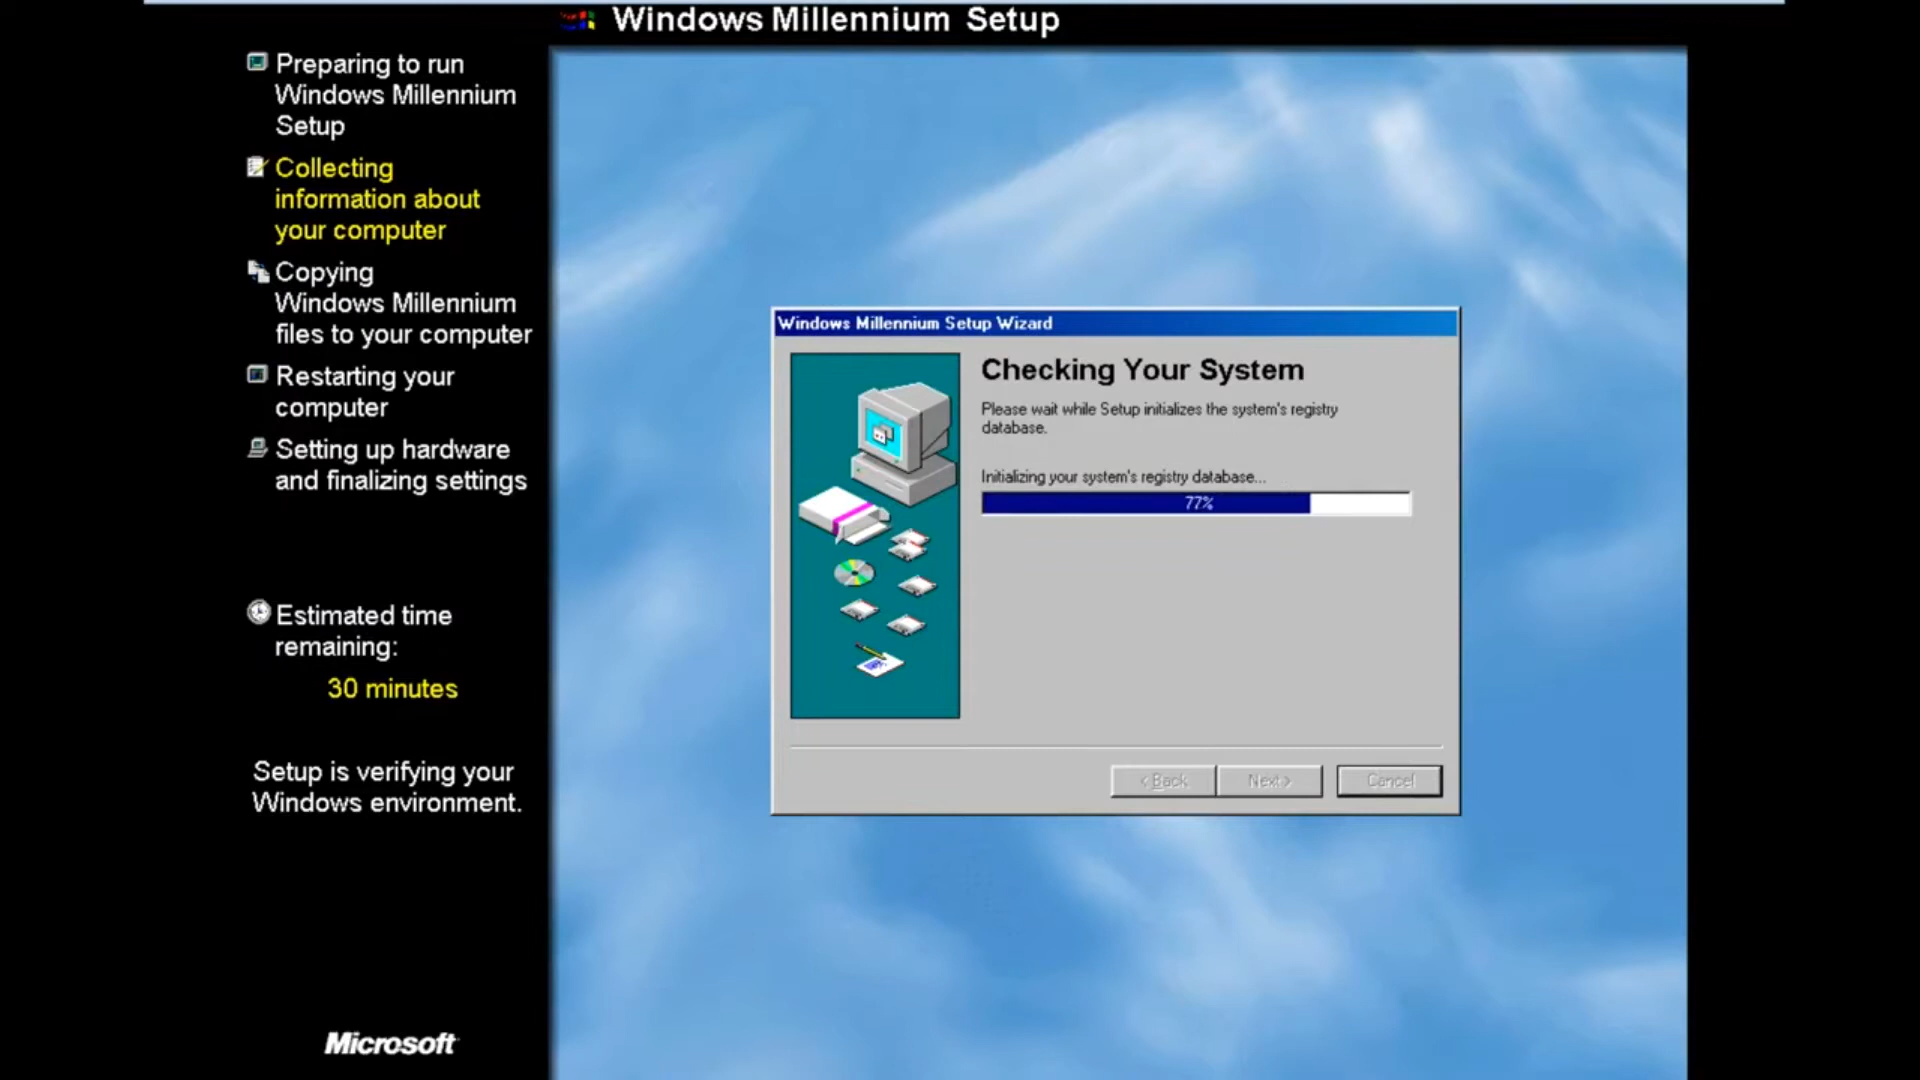 Windows Millennium Setup
Preparing to run
Windows Millennium
Setup
Collecting
information about
your computer
Copying
Windows Millennium
files to your computer
Restarting your
computer
Setting up hardware
and finalizing settings
Estimated time
remaining:
30 minutes
Setup is verifying your
Windows environment.
Microsoft
Windows Millennium Setup Wizard
Checking Your System
Please wait while Setup initializes the system's registry
database.
Initializing your system's registry database...
77%
< Back
Next >
Cancel